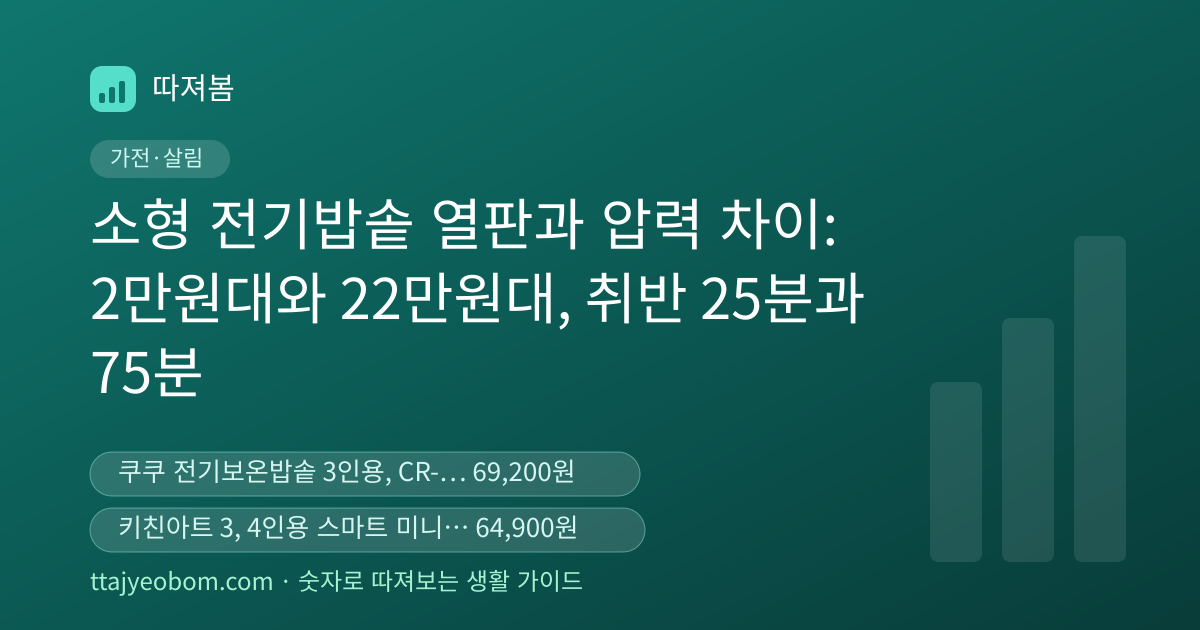 따져봄
가전·살림
소형 전기밥솥 열판과 압력 차이:
2만원대와 22만원대, 취반 25분과
75분
쿠쿠 전기보온밥솥 3인용, CR-… 69,200원
키친아트 3, 4인용 스마트 미니… 64,900원
ttajyeobom.com · 숫자로 따져보는 생활 가이드